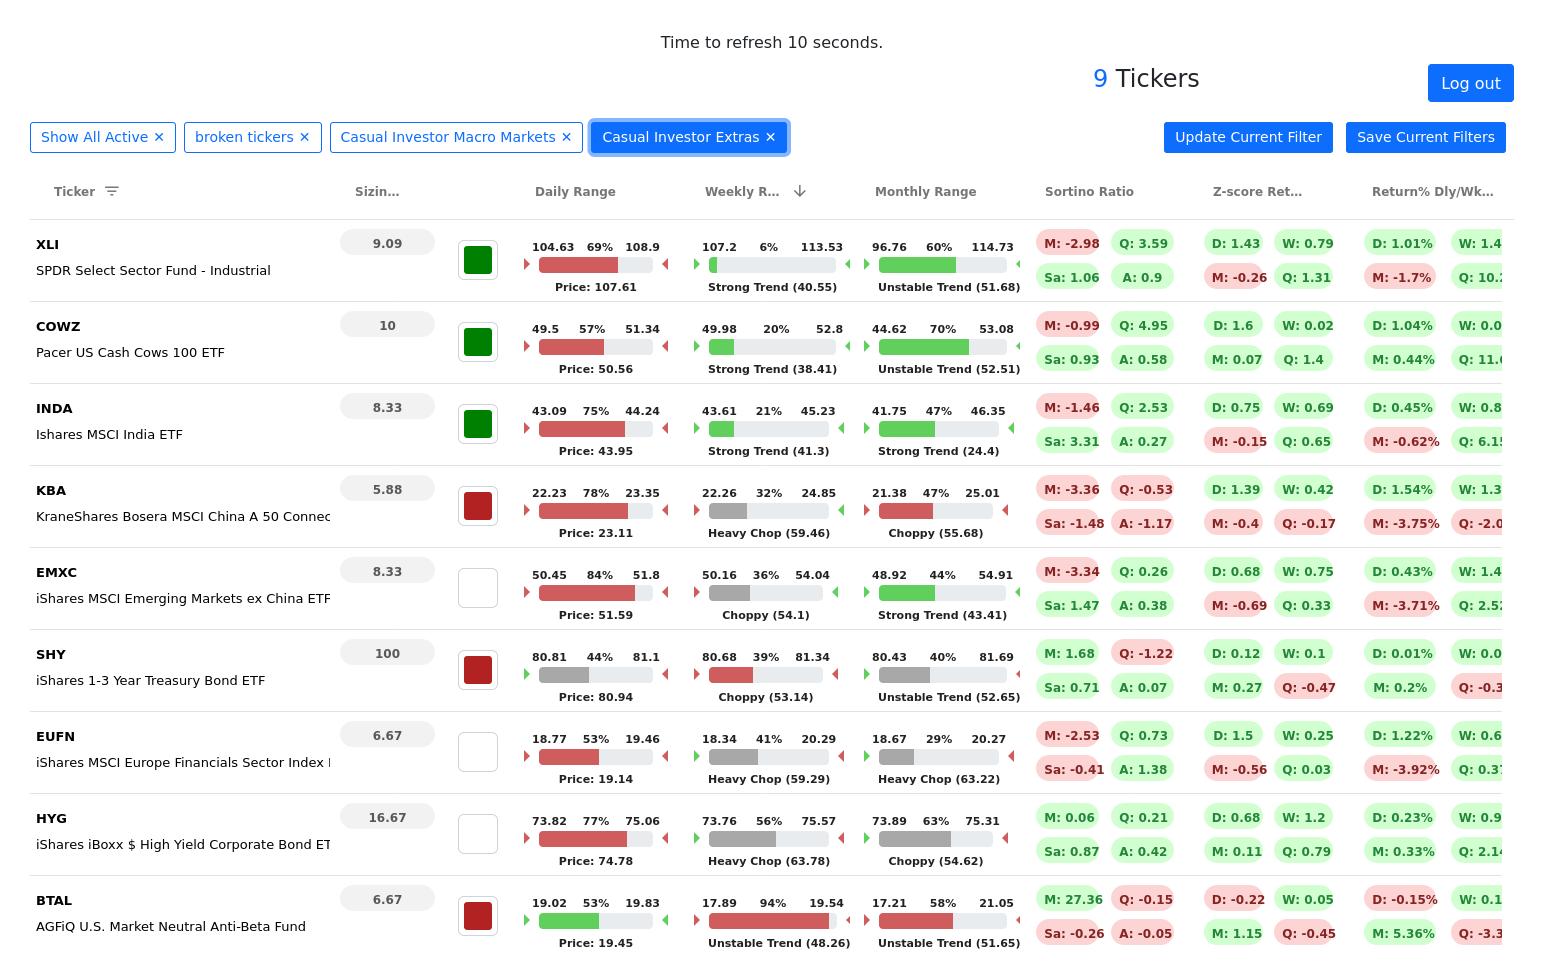 Time to refresh 10 seconds.
9 Tickers
Log out
Show All Active ✕ broken tickers ✕ Casual Investor Macro Markets ✕ Casual Investor Extras ✕ Update Current Filter Save Current Filters
Ticker Sizin... Daily Range Weekly R... Monthly Range Sortino Ratio Z-score Ret... Return% Dly/Wk...
XLI 9.09 104.63 69% 108.9 107.2 6% 113.53 96.76 60% 114.73 M: -2.98 Q: 3.59 D: 1.43 W: 0.79 D: 1.01% W: 1.4
SPDR Select Sector Fund - Industrial Sa: 1.06 A: 0.9 M: -0.26 Q: 1.31 M: -1.7% Q: 10.2
Price: 107.61 Strong Trend (40.55) Unstable Trend (51.68)
COWZ 10 49.5 57% 51.34 49.98 20% 52.8 44.62 70% 53.08 M: -0.99 Q: 4.95 D: 1.6 W: 0.02 D: 1.04% W: 0.0
Pacer US Cash Cows 100 ETF Sa: 0.93 A: 0.58 M: 0.07 Q: 1.4 M: 0.44% Q: 11.6
Price: 50.56 Strong Trend (38.41) Unstable Trend (52.51)
INDA 8.33 43.09 75% 44.24 43.61 21% 45.23 41.75 47% 46.35 M: -1.46 Q: 2.53 D: 0.75 W: 0.69 D: 0.45% W: 0.8
Ishares MSCI India ETF Sa: 3.31 A: 0.27 M: -0.15 Q: 0.65 M: -0.62% Q: 6.15
Price: 43.95 Strong Trend (41.3) Strong Trend (24.4)
KBA 5.88 22.23 78% 23.35 22.26 32% 24.85 21.38 47% 25.01 M: -3.36 Q: -0.53 D: 1.39 W: 0.42 D: 1.54% W: 1.3
KraneShares Bosera MSCI China A 50 Connec Sa: -1.48 A: -1.17 M: -0.4 Q: -0.17 M: -3.75% Q: -2.0
Price: 23.11 Heavy Chop (59.46) Choppy (55.68)
EMXC 8.33 50.45 84% 51.8 50.16 36% 54.04 48.92 44% 54.91 M: -3.34 Q: 0.26 D: 0.68 W: 0.75 D: 0.43% W: 1.4
iShares MSCI Emerging Markets ex China ETF Sa: 1.47 A: 0.38 M: -0.69 Q: 0.33 M: -3.71% Q: 2.52
Price: 51.59 Choppy (54.1) Strong Trend (43.41)
SHY 100 80.81 44% 81.1 80.68 39% 81.34 80.43 40% 81.69 M: 1.68 Q: -1.22 D: 0.12 W: 0.1 D: 0.01% W: 0.0
iShares 1-3 Year Treasury Bond ETF Sa: 0.71 A: 0.07 M: 0.27 Q: -0.47 M: 0.2% Q: -0.3
Price: 80.94 Choppy (53.14) Unstable Trend (52.65)
EUFN 6.67 18.77 53% 19.46 18.34 41% 20.29 18.67 29% 20.27 M: -2.53 Q: 0.73 D: 1.5 W: 0.25 D: 1.22% W: 0.6
iShares MSCI Europe Financials Sector Index Sa: -0.41 A: 1.38 M: -0.56 Q: 0.03 M: -3.92% Q: 0.37
Price: 19.14 Heavy Chop (59.29) Heavy Chop (63.22)
HYG 16.67 73.82 77% 75.06 73.76 56% 75.57 73.89 63% 75.31 M: 0.06 Q: 0.21 D: 0.68 W: 1.2 D: 0.23% W: 0.9
iShares iBoxx $ High Yield Corporate Bond ET Sa: 0.87 A: 0.42 M: 0.11 Q: 0.79 M: 0.33% Q: 2.14
Price: 74.78 Heavy Chop (63.78) Choppy (54.62)
BTAL 6.67 19.02 53% 19.83 17.89 94% 19.54 17.21 58% 21.05 M: 27.36 Q: -0.15 D: -0.22 W: 0.05 D: -0.15% W: 0.1
AGFiQ U.S. Market Neutral Anti-Beta Fund Sa: -0.26 A: -0.05 M: 1.15 Q: -0.45 M: 5.36% Q: -3.3
Price: 19.45 Unstable Trend (48.26) Unstable Trend (51.65)